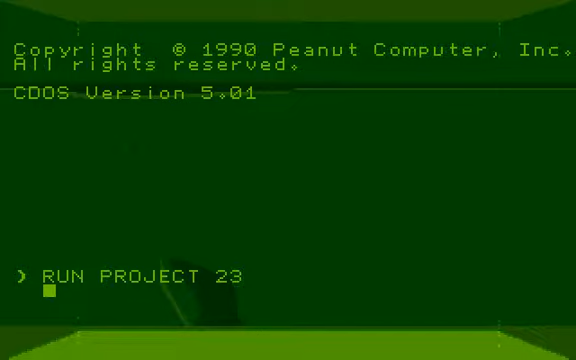 Copyright © 1990 Peanut Computer, Inc.
All rights reserved.
CDOS Version 5.01
❯ RUN PROJECT 23